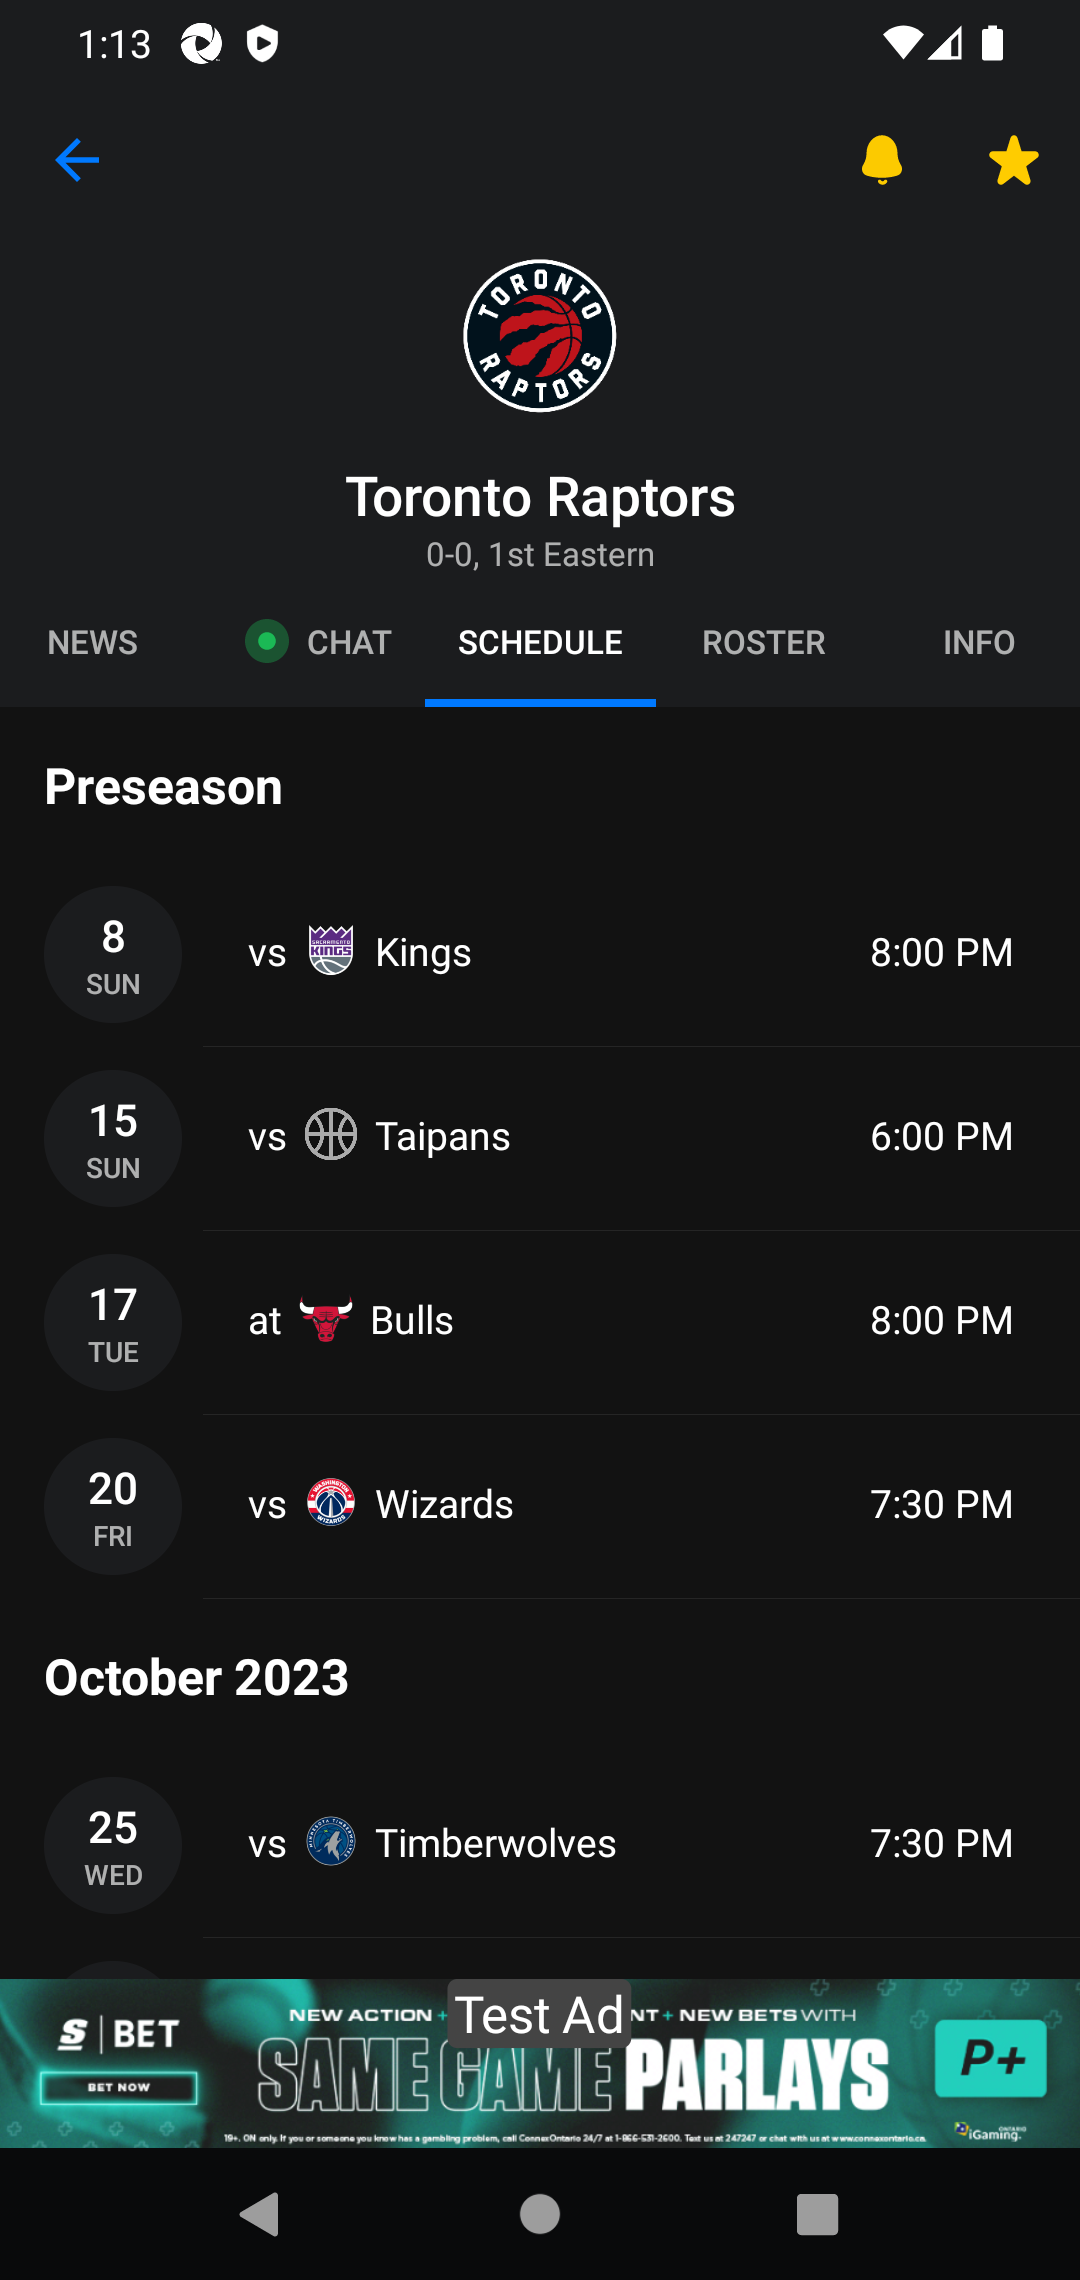 1:13
TORONTO
RAPTORS
Toronto Raptors
0-0, 1st Eastern
NEWS CHAT SCHEDULE ROSTER INFO
Preseason
8
SUN
vs Kings 8:00 PM
15
SUN
vs Taipans 6:00 PM
17
TUE
at Bulls 8:00 PM
20
FRI
vs Wizards 7:30 PM
October 2023
25
WED
vs Timberwolves 7:30 PM
Test Ad
NEW ACTION + NT + NEW BETS WITH
S | BET
SAME GAME PARLAYS
P+
BET NOW
19+. ON only. If you or someone you know has a gambling problem, call ConnexOntario 24/7 at 1-866-531-2600. Text us at 247247 or chat with us at www.connexontario.ca.
iGaming ONTARIO